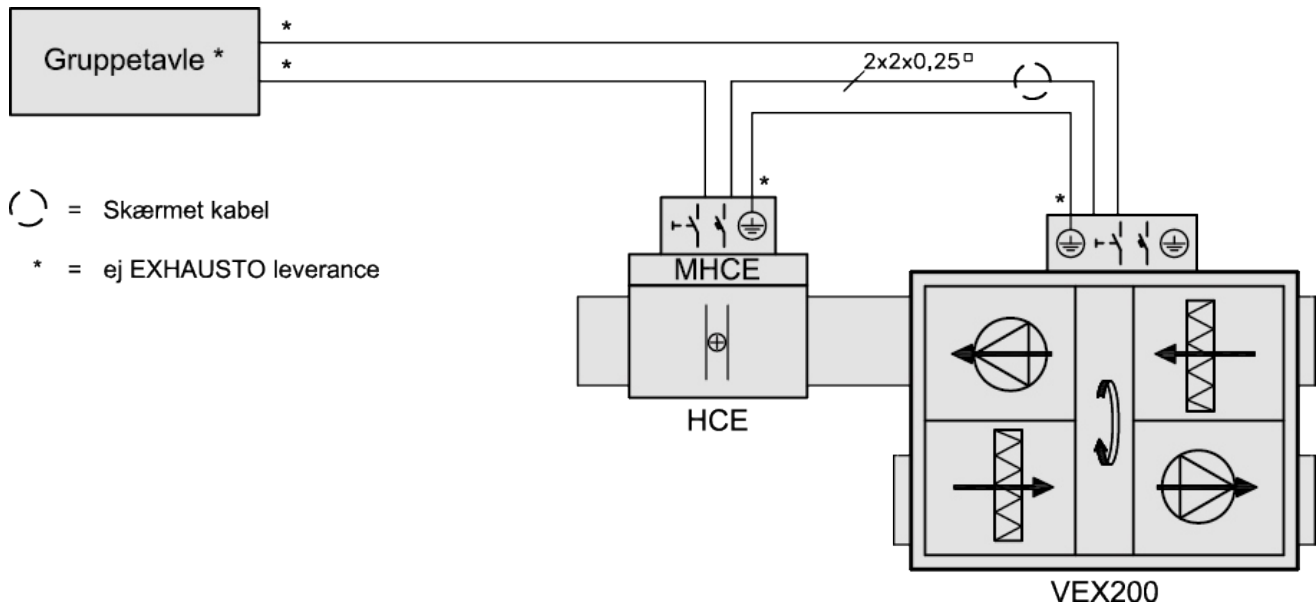 Gruppetavle *
*
*
2x2x0,25▫
*
*
= Skærmet kabel
* = ej EXHAUSTO leverance
MHCE
HCE
VEX200